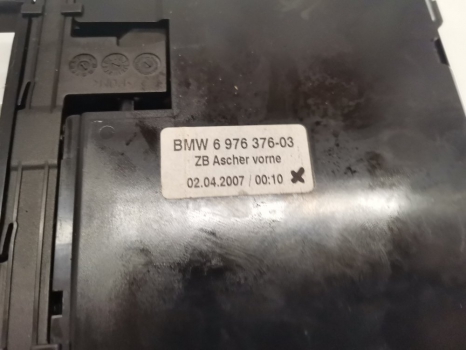 BMW 6 976 376-03
ZB Ascher vorne
02.04.2007 / 00:10